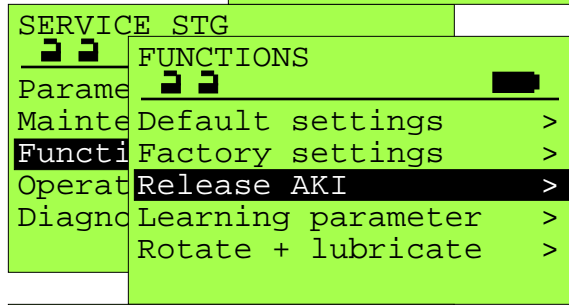 SERVICE STG
Parame
Mainte
Functi
Operat
Diagno
FUNCTIONS
Default settings >
Factory settings >
Release AKI >
Learning parameter >
Rotate + lubricate >